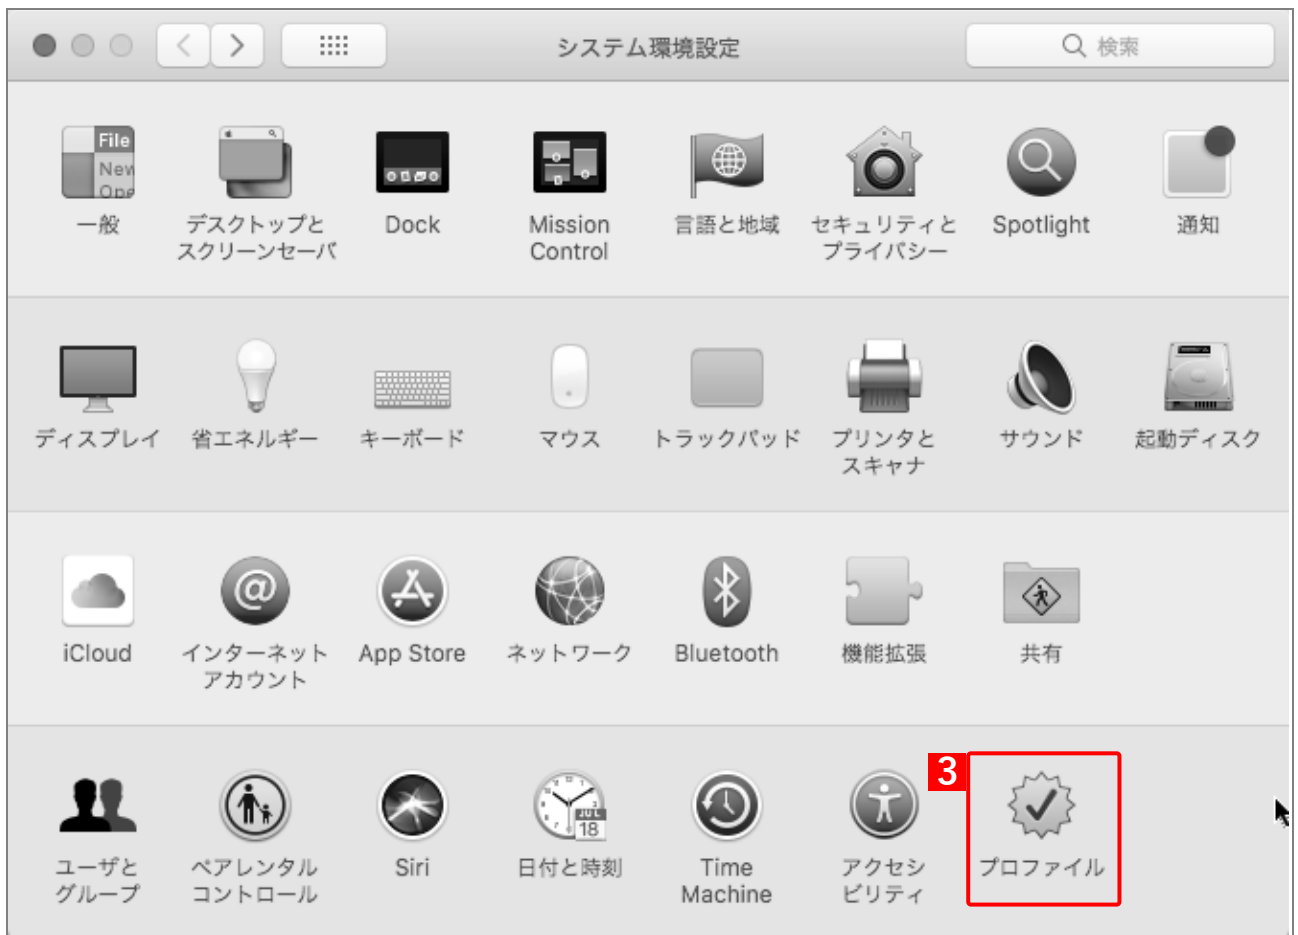 システム環境設定
検索
File
New
Ope
一般
デスクトップと
スクリーンセーバ
Dock
Mission
Control
言語と地域
セキュリティと
プライバシー
Spotlight
通知
ディスプレイ
省エネルギー
キーボード
マウス
トラックパッド
プリンタと
スキャナ
サウンド
起動ディスク
iCloud
@
インターネット
アカウント
App Store
ネットワーク
Bluetooth
機能拡張
共有
JUL
18
3
ユーザと
グループ
ペアレンタル
コントロール
Siri
日付と時刻
Time
Machine
アクセシ
ビリティ
プロファイル